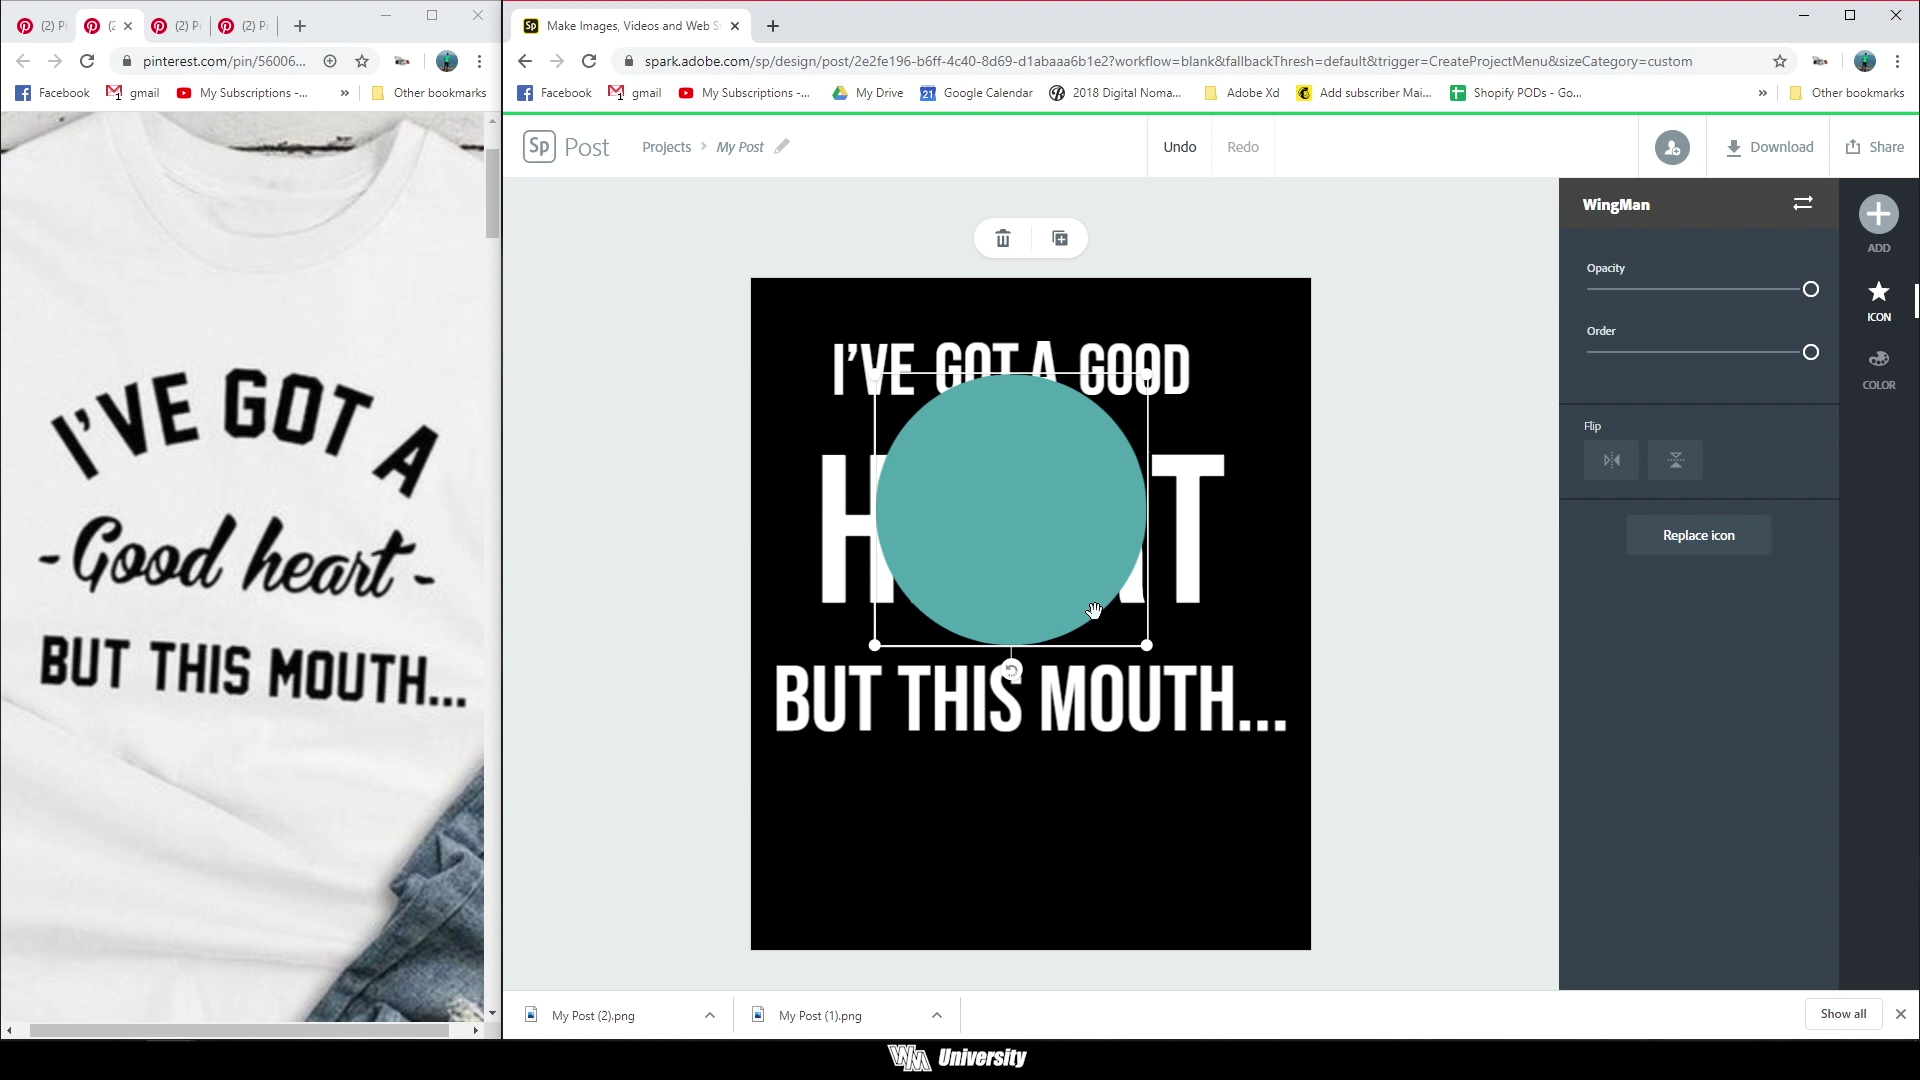 (2) Pi
(2
(2) Pi
(2) Pi
Make Images, Videos and Web S
pinterest.com/pin/56006...
spark.adobe.com/sp/design/post/2e2fe196-b6ff-4c40-8d69-d1abaaa6b1e2?workflow=blank&fallbackThresh=default&trigger=CreateProjectMenu&sizeCategory=custom
Facebook
gmail
My Subscriptions -...
»
Other bookmarks
Facebook
gmail
My Subscriptions -...
My Drive
Google Calendar
2018 Digital Noma...
Adobe Xd
Add subscriber Mai...
Shopify PODs - Go...
»
Other bookmarks
Sp Post
Projects > My Post
Undo
Redo
Download
Share
I'VE GOT A
- Good heart -
BUT THIS MOUTH...
I'VE GOT A GOOD
BUT THIS MOUTH...
WingMan
Opacity
Order
Flip
Replace icon
ADD
ICON
COLOR
My Post (2).png
My Post (1).png
Show all
WM University